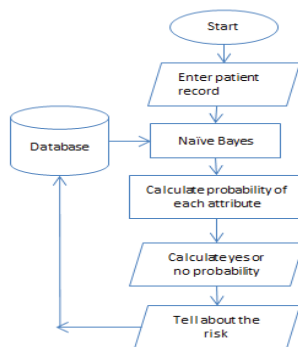 Start
Enter patient
record
Database
Naïve Bayes
Calculate probability of
each attribute
Calculate yes or
no probability
Tell about the
risk